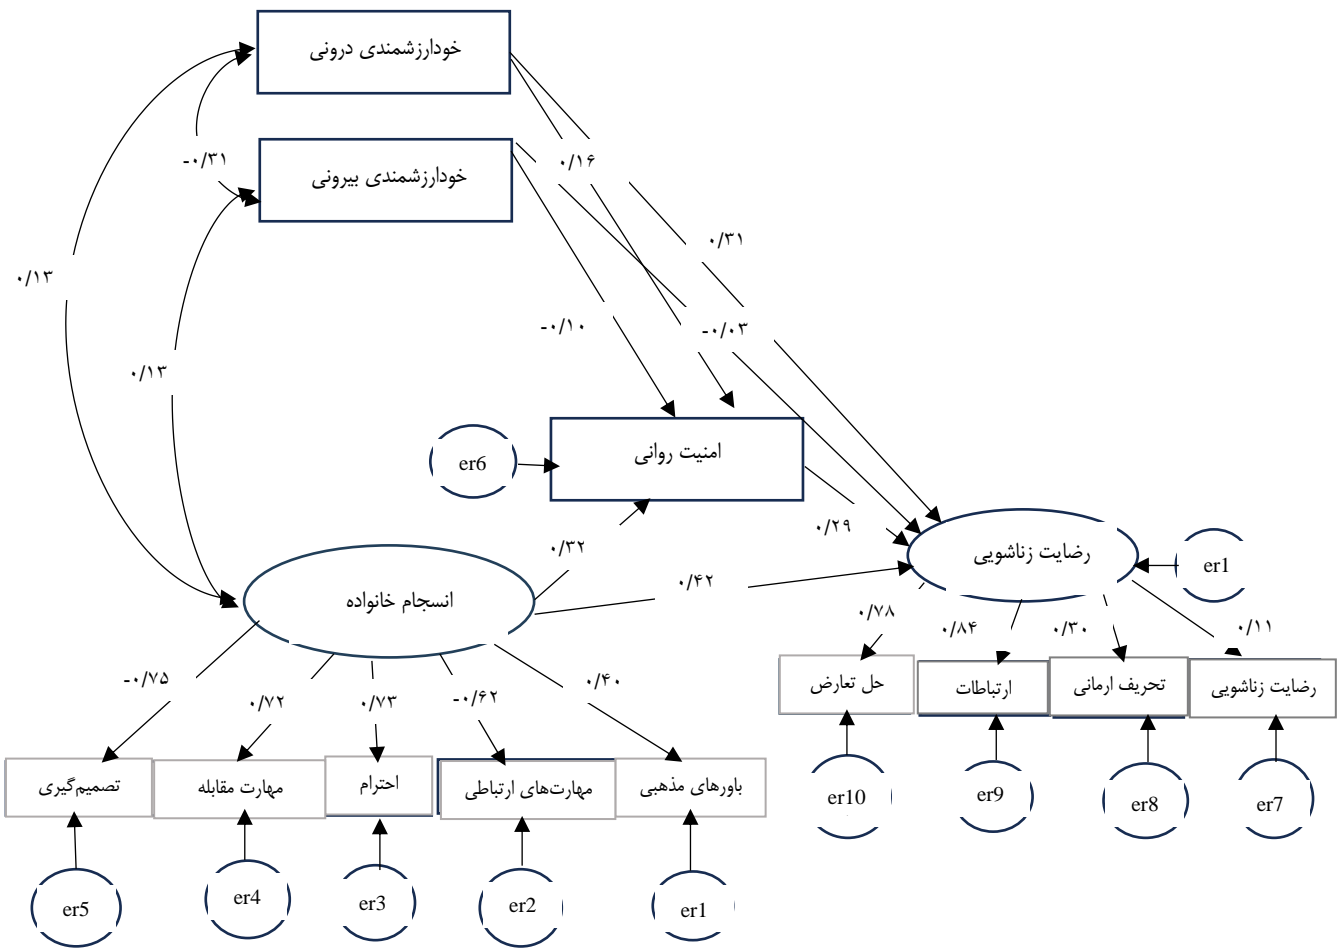 خودارزشمندی درونی
-۰/۳۱
خودارزشمندی بیرونی
۰/۱۶
۰/۳۱
۰/۱۳
-۰/۱۰
-۰/۰۳
۰/۱۳
امنیت روانی
er6
۰/۲۹
۰/۳۲
رضایت زناشویی
er1
۰/۴۲
انسجام خانواده
۰/۱۱
۰/۳۰
۰/۸۴
۰/۷۸
رضایت زناشویی
تحریف ارمانی
ارتباطات
حل تعارض
۰/۴۰
-۰/۶۲
۰/۷۳
۰/۷۲
-۰/۷۵
باورهای مذهبی
مهارت‌های ارتباطی
احترام
مهارت مقابله
تصمیم‌گیری
er7
er8
er9
er10
er1
er2
er3
er4
er5